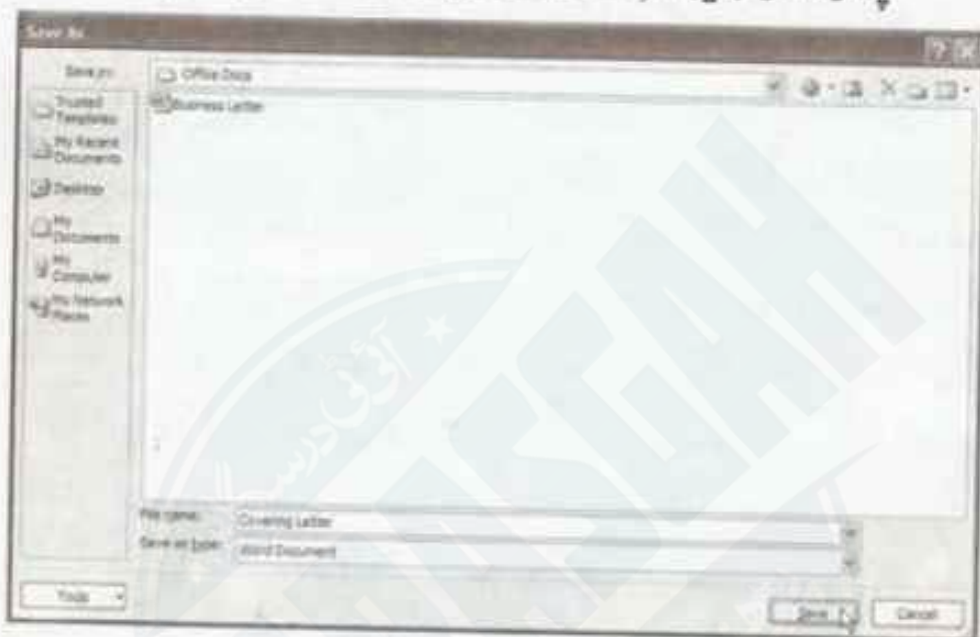 Save As
Save in:
Office Docs
Trusted
Templates
Business Letter
My Recent
Documents
Desktop
My
Documents
My
Computer
My Network
Places
File name:
Covering Letter
Save as type:
Word Document
Tools
Save
Cancel